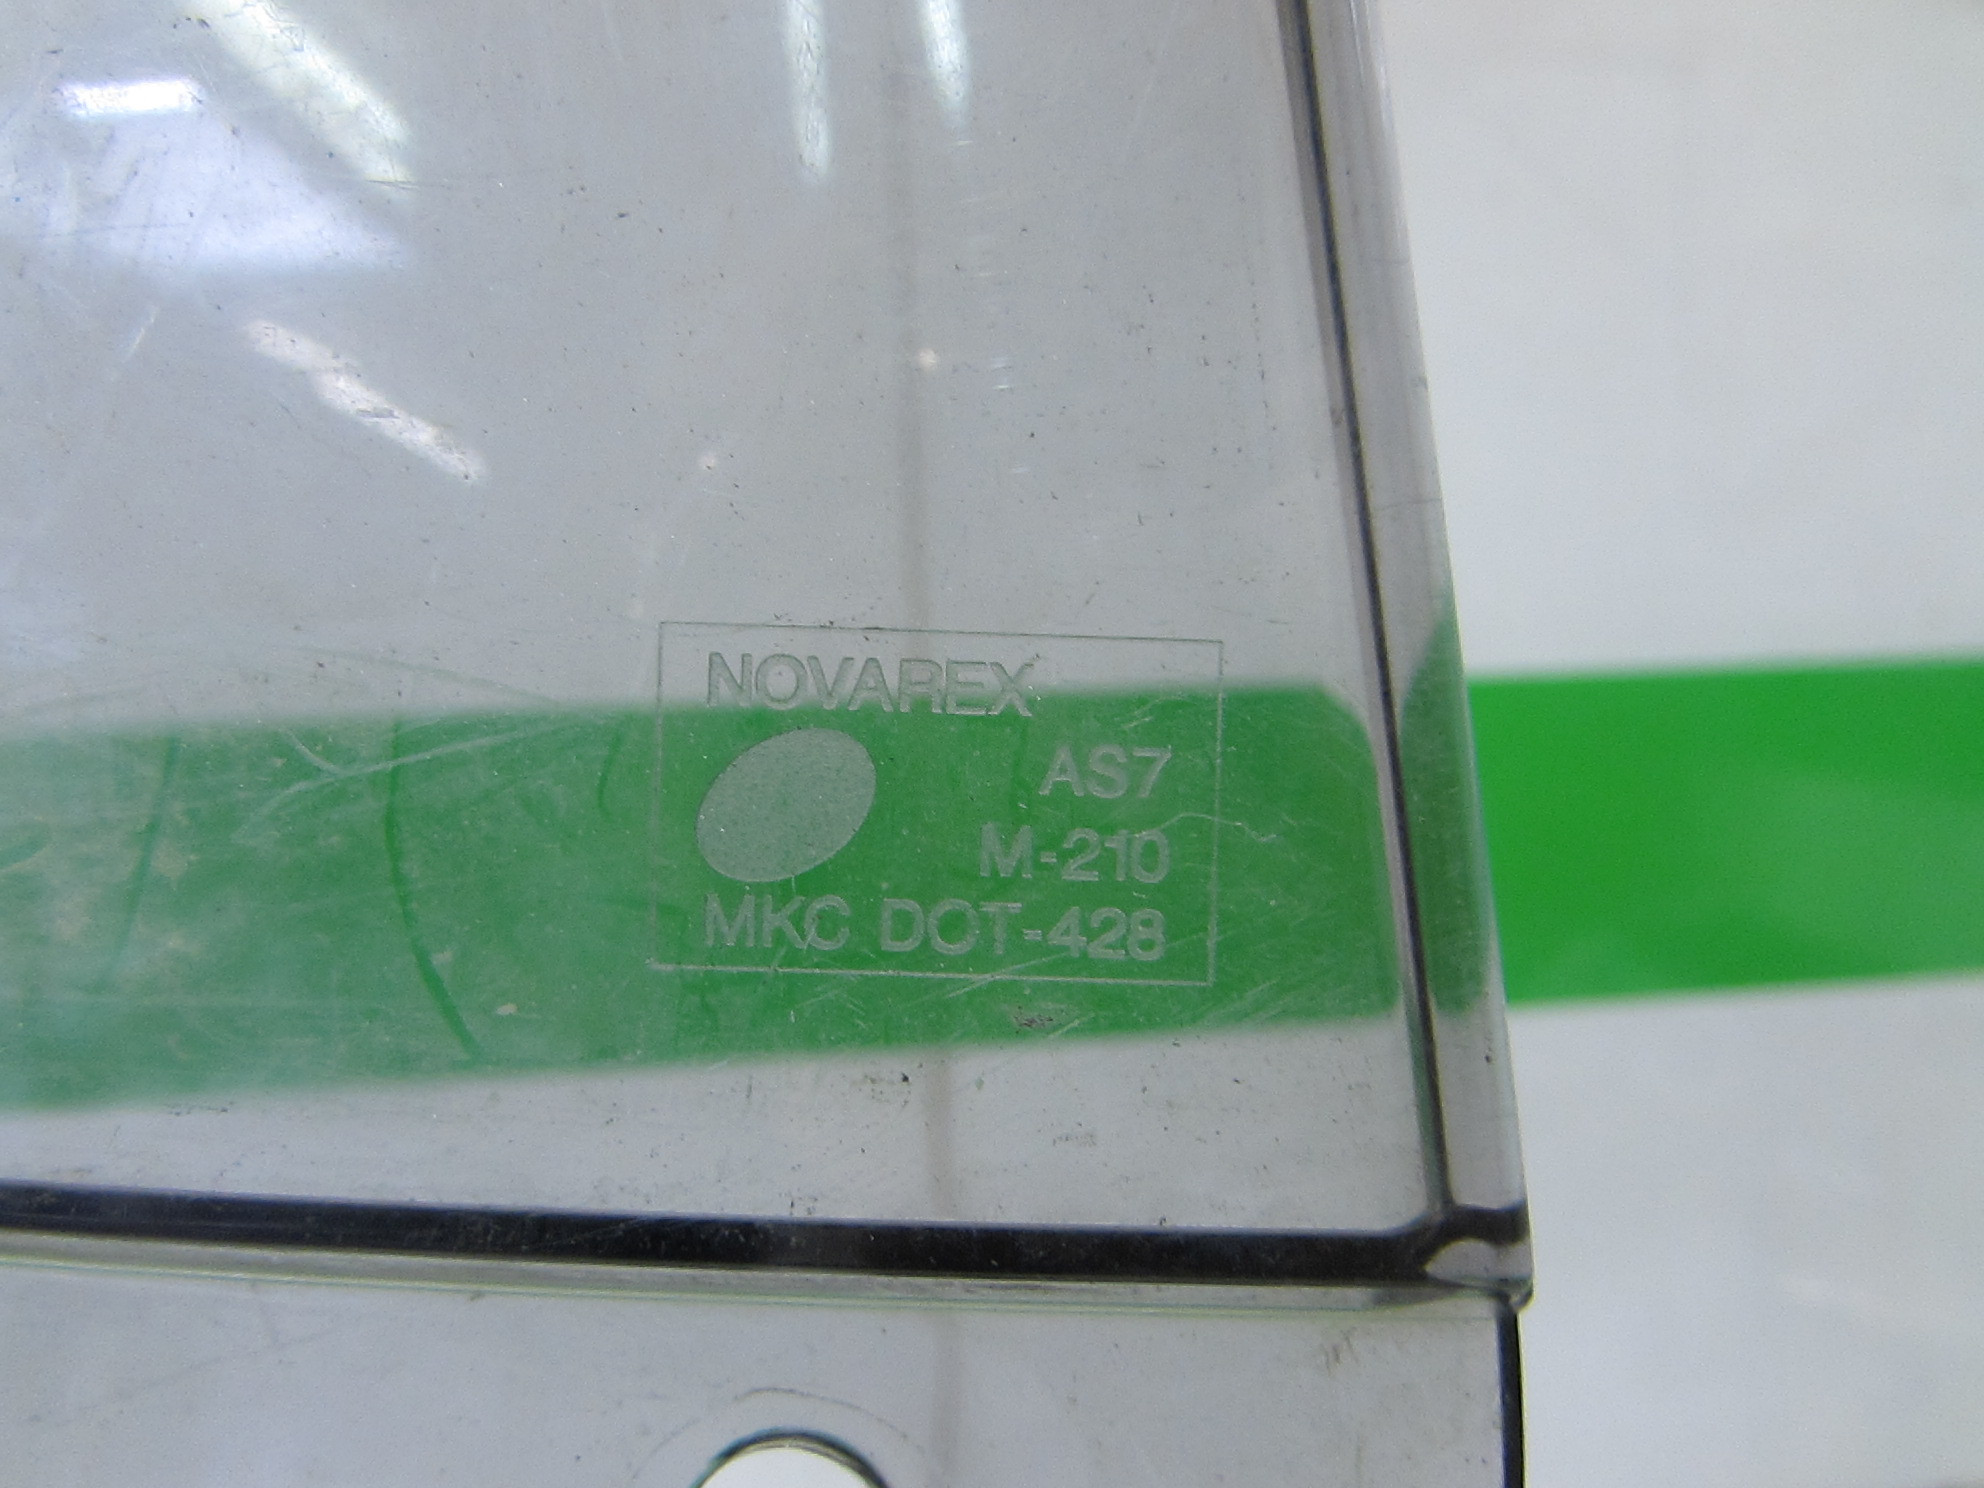 NOVAREX
AS7
M-210
MKC DOT-428